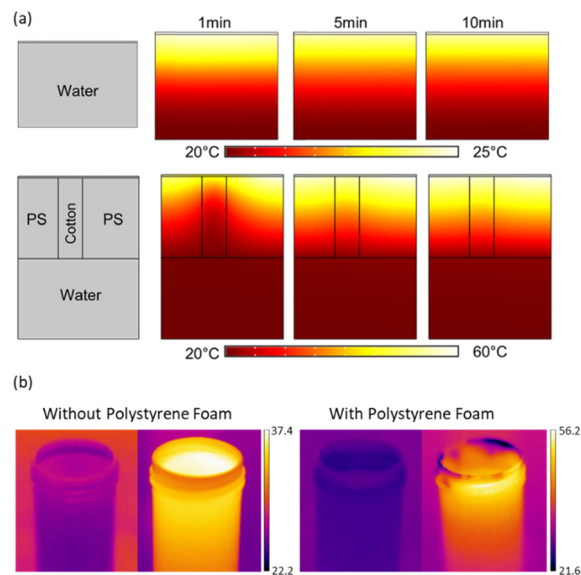 (a)
1min 5min 10min
Water
20°C 25°C
PS Cotton PS
Water
20°C 60°C
(b)
Without Polystyrene Foam With Polystyrene Foam
37.4 56.2
22.2 21.6